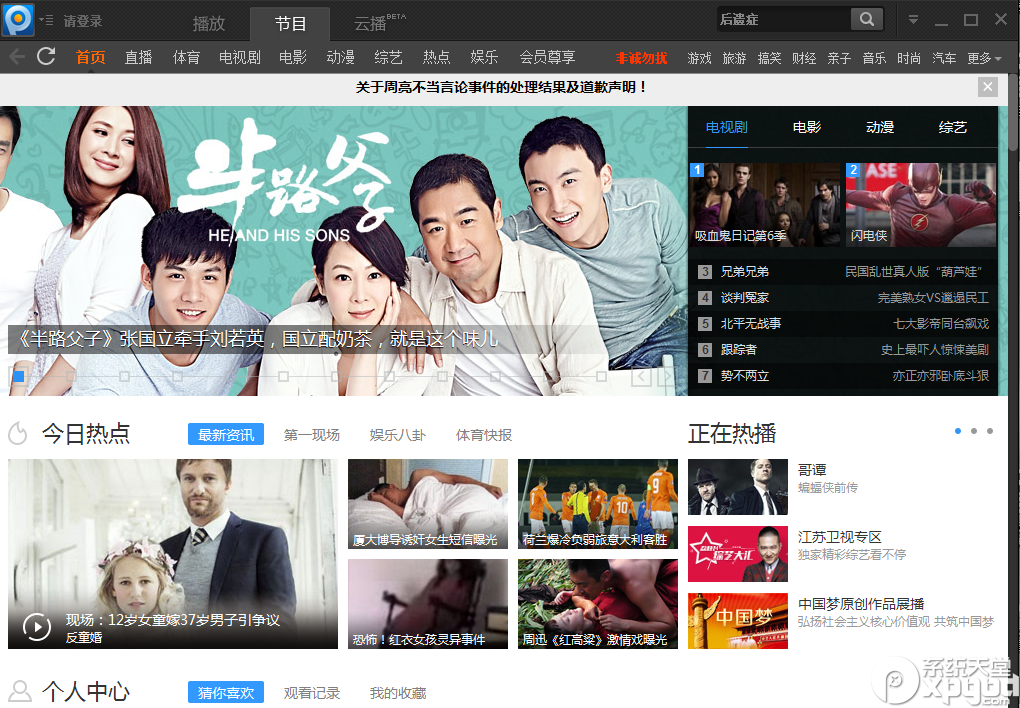 请登录
播放
节目
云播BETA
后遗症
首页 直播 体育 电视剧 电影 动漫 综艺 热点 娱乐 会员尊享 非诚勿扰 游戏 旅游 搞笑 财经 亲子 音乐 时尚 汽车 更多
关于周亮不当言论事件的处理结果及道歉声明！
半路父子
HE AND HIS SONS
《半路父子》张国立牵手刘若英，国立配奶茶，就是这个味儿
电视剧 电影 动漫 综艺
1
吸血鬼日记第6季
2
闪电侠
3 兄弟兄弟 民国乱世真人版“葫芦娃”
4 谈判冤家 完美熟女VS邋遢民工
5 北平无战事 七大影帝同台飙戏
6 跟踪者 史上最吓人惊悚美剧
7 势不两立 亦正亦邪卧底斗狠
今日热点 最新资讯 第一现场 娱乐八卦 体育快报
现场：12岁女童嫁37岁男子引争议
反童婚
厦大博导诱奸女生短信曝光
荷兰爆冷负弱旅意大利客胜
恐怖！红衣女孩灵异事件
周迅《红高粱》激情戏曝光
正在热播
哥谭
蝙蝠侠前传
综艺大汇
江苏卫视专区
独家精彩综艺看不停
中国梦
中国梦原创作品展播
弘扬社会主义核心价值观 共筑中国梦
个人中心 猜你喜欢 观看记录 我的收藏
系统天堂
xpgod
.com